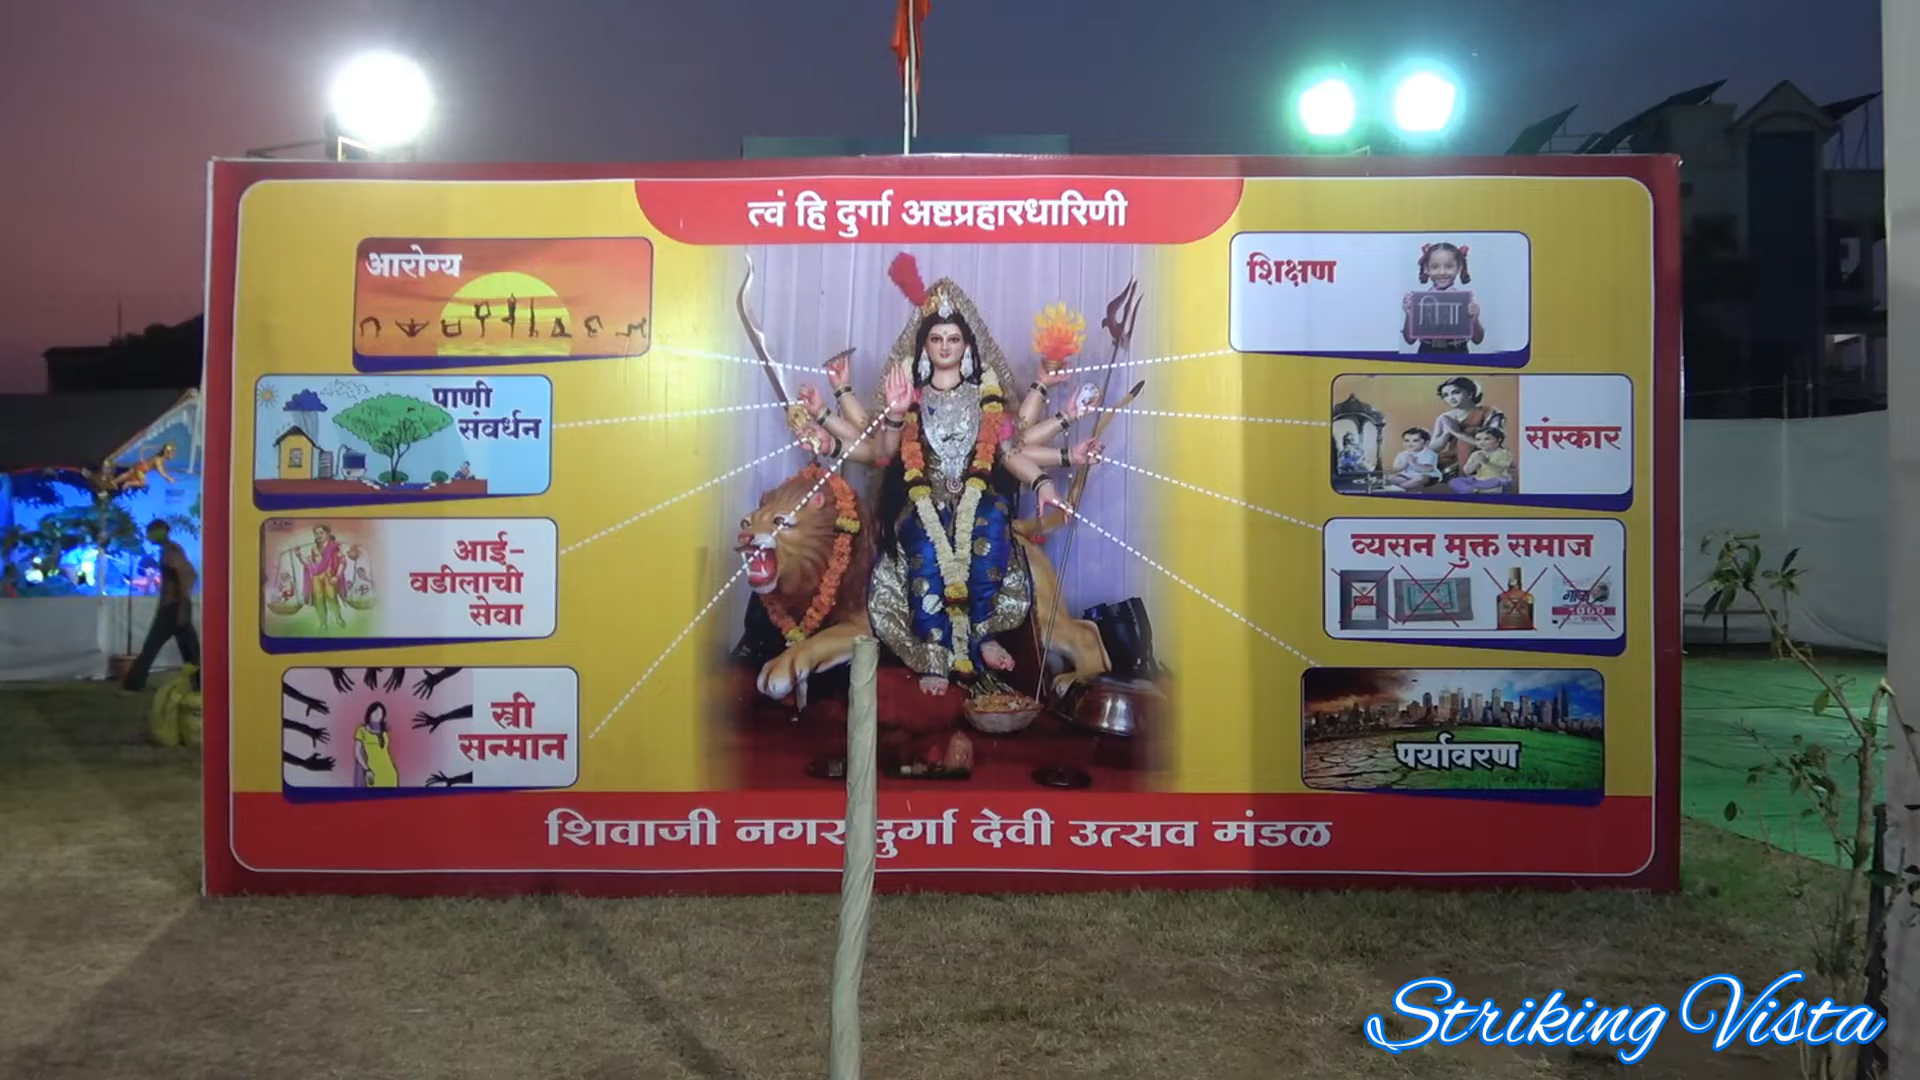 त्वं हि दुर्गा अष्टप्रहारधारिणी
आरोग्य
पाणी
संवर्धन
आई-
वडीलाची
सेवा
स्त्री
सन्मान
शिक्षण
संस्कार
व्यसन मुक्त समाज
पर्यावरण
शिवाजी नगर दुर्गा देवी उत्सव मंडळ
Striking Vista